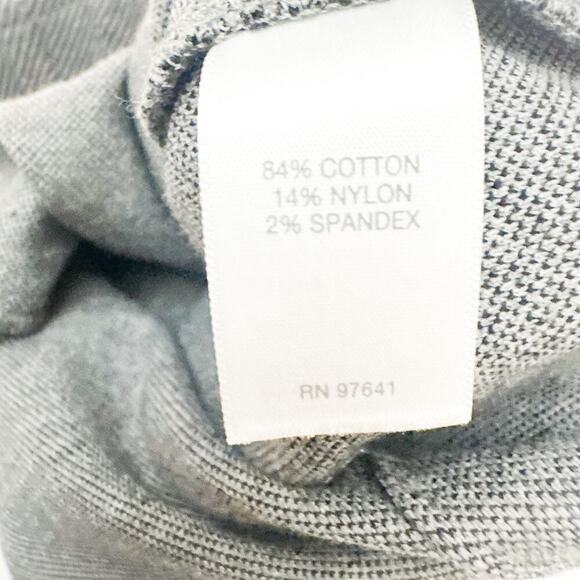 84% COTTON
14% NYLON
2% SPANDEX
RN 97641